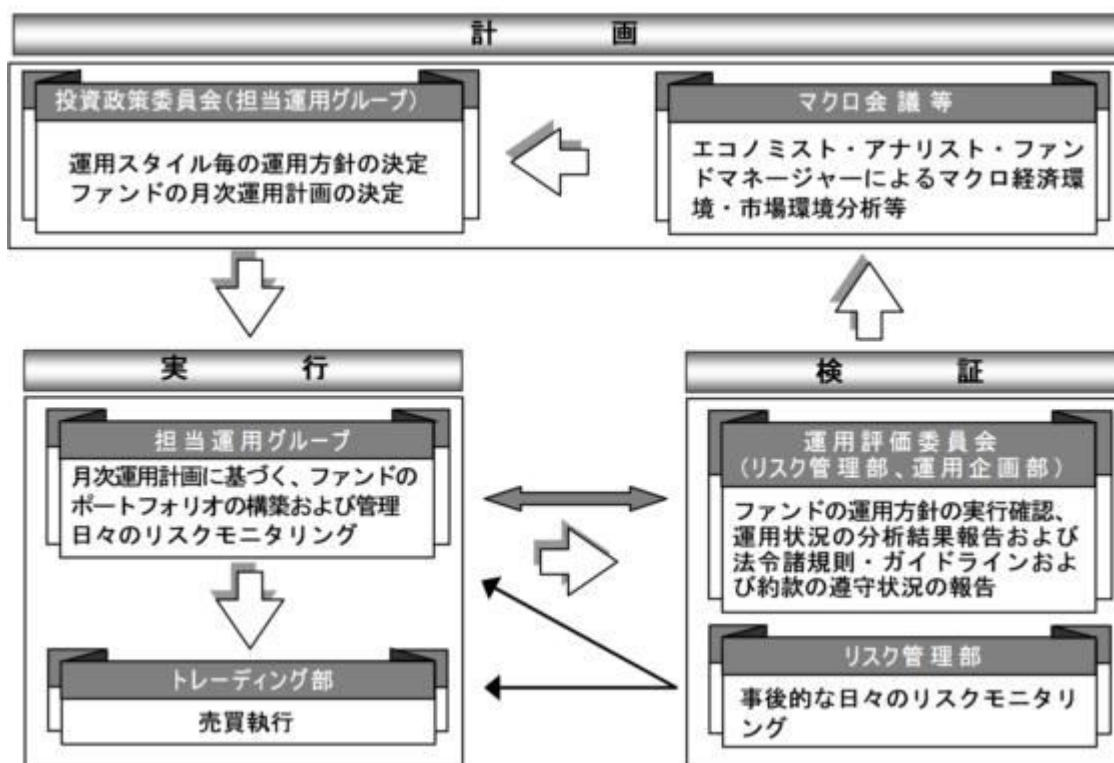 計画
投資政策委員会(担当運用グループ)
運用スタイル毎の運用方針の決定
ファンドの月次運用計画の決定
マクロ会議等
エコノミスト・アナリスト・ファン
ドマネージャーによるマクロ経済環
境・市場環境分析等
実行
担当運用グループ
月次運用計画に基づく、ファンドの
ポートフォリオの構築および管理
日々のリスクモニタリング
トレーディング部
売買執行
検証
運用評価委員会
(リスク管理部、運用企画部)
ファンドの運用方針の実行確認、
運用状況の分析結果報告および
法令諸規則・ガイドラインおよ
び約款の遵守状況の報告
リスク管理部
事後的な日々のリスクモニタリ
ング